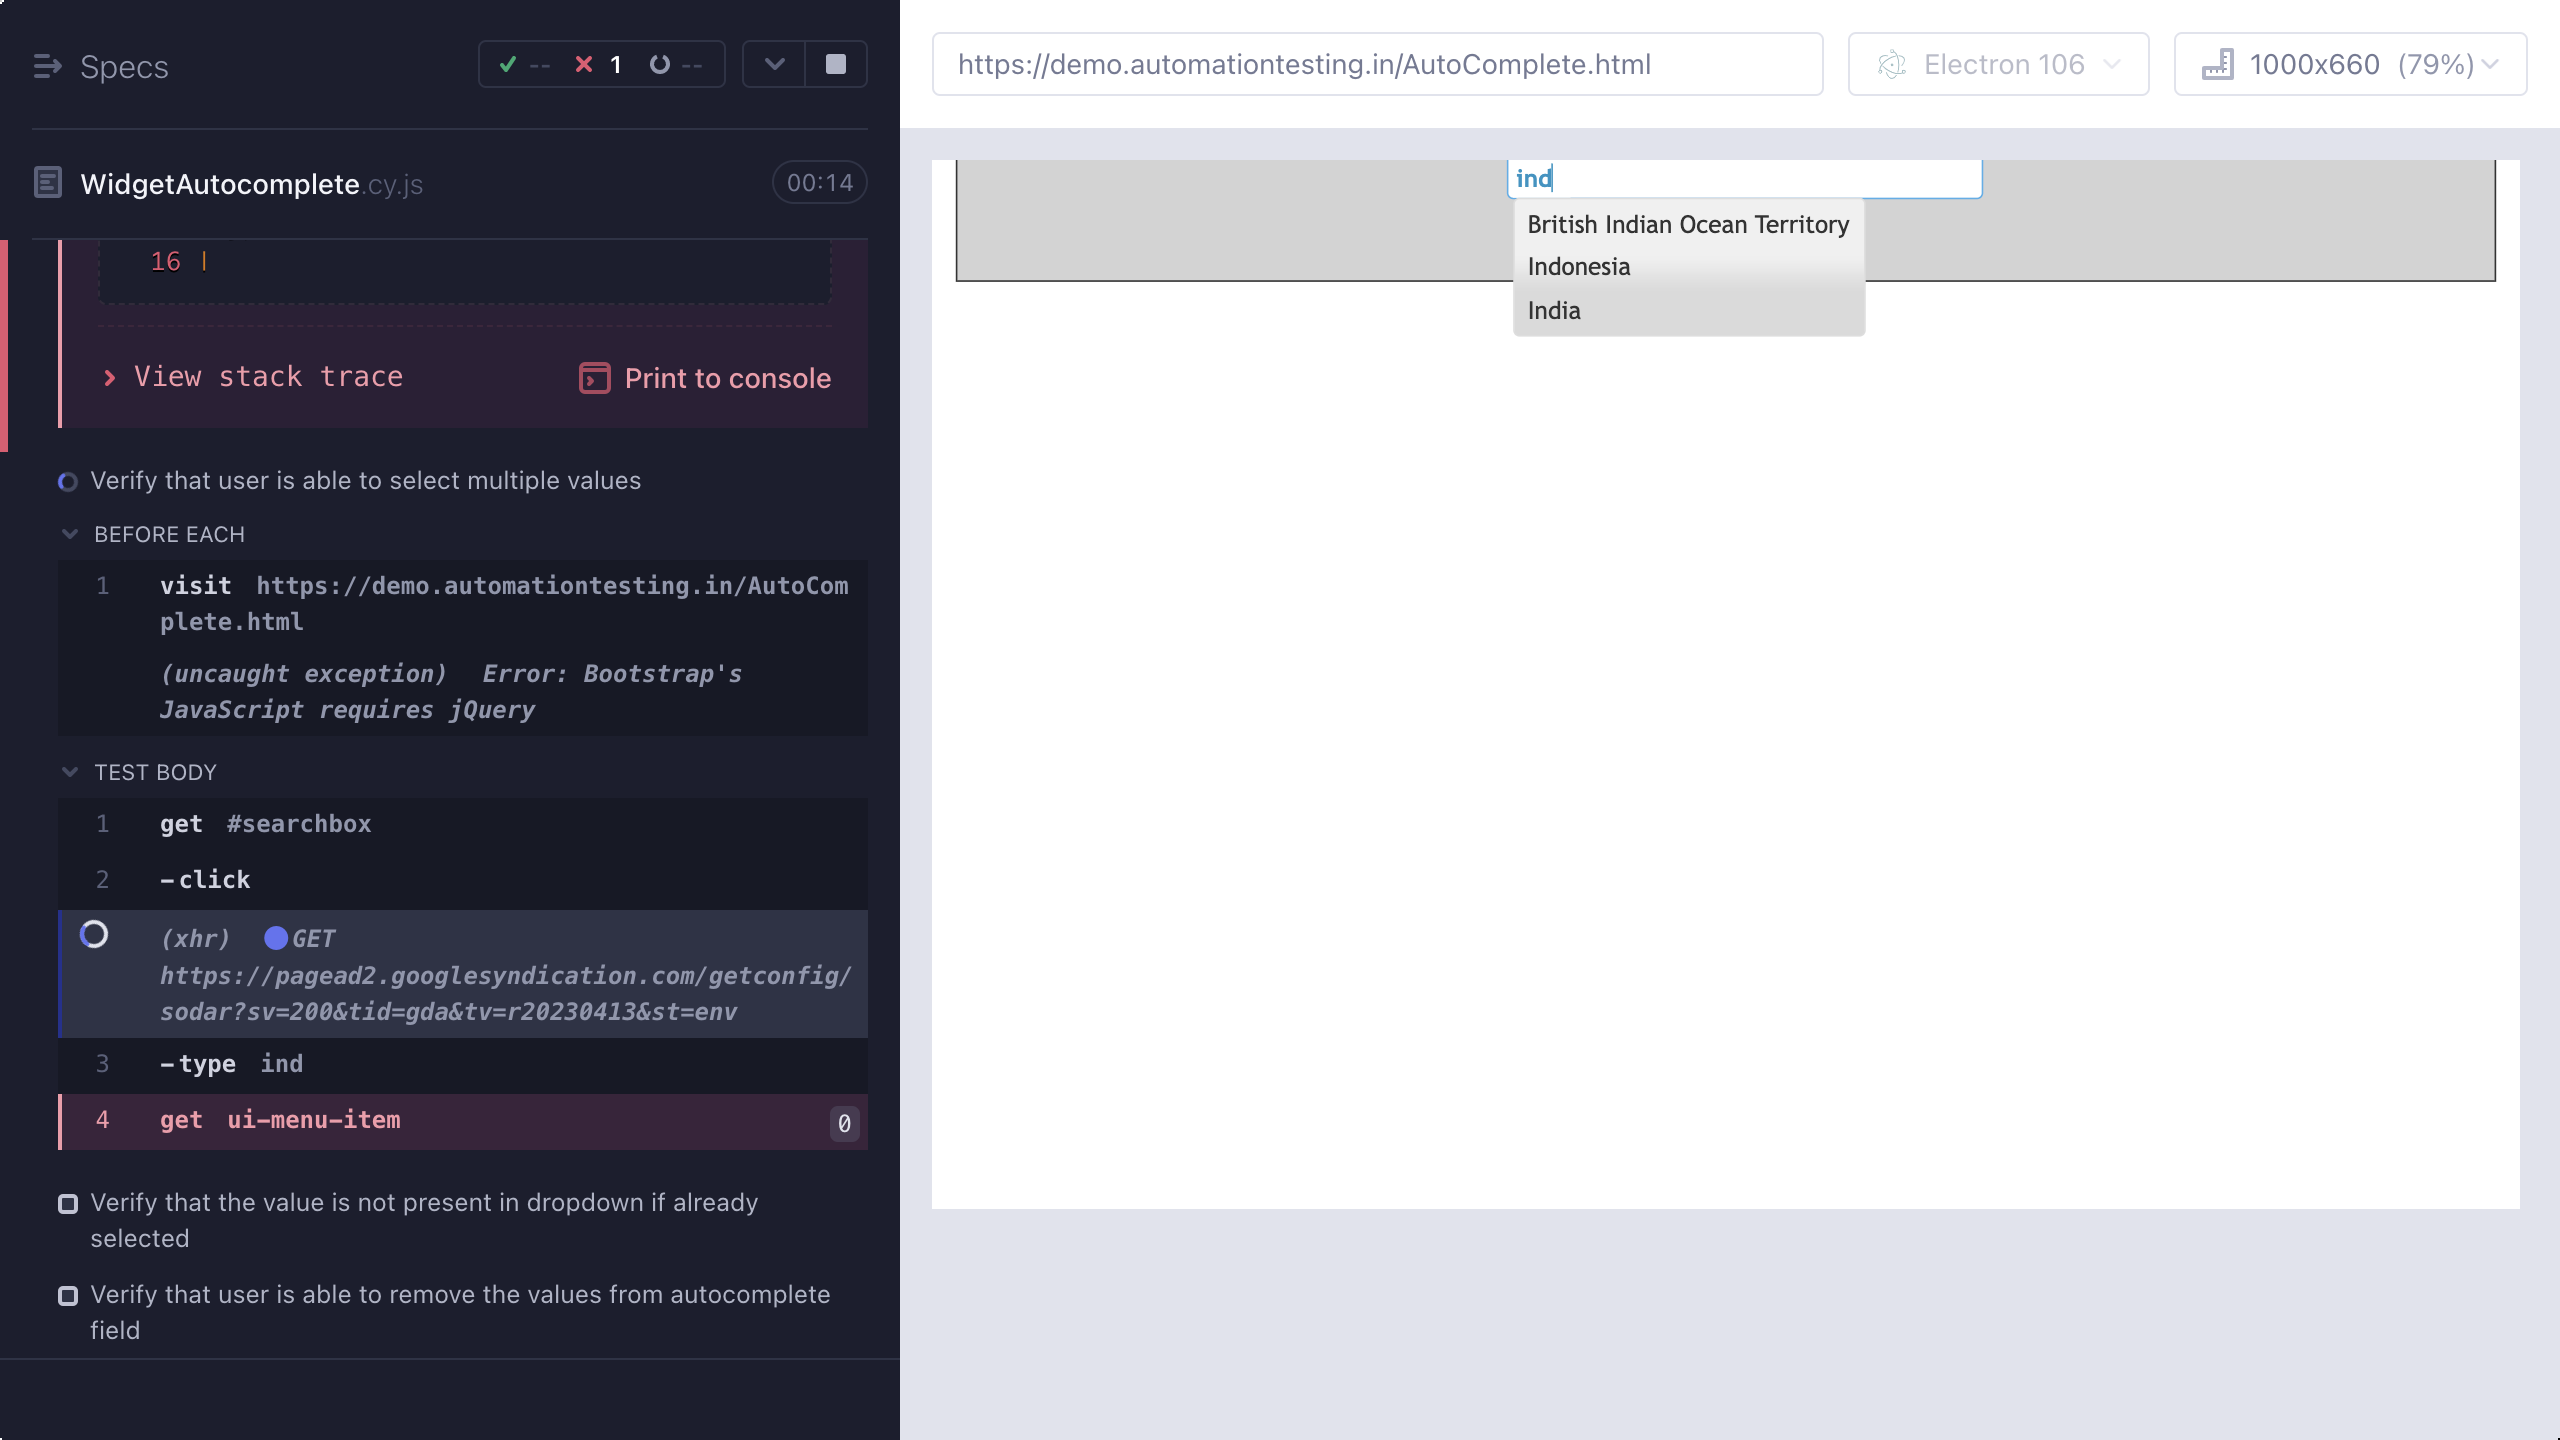 Specs
-- 1 --
WidgetAutocomplete.cy.js 00:14
16 |
View stack trace Print to console
Verify that user is able to select multiple values
BEFORE EACH
1 visit https://demo.automationtesting.in/AutoCom
plete.html
(uncaught exception) Error: Bootstrap's
JavaScript requires jQuery
TEST BODY
1 get #searchbox
2 -click
(xhr) GET
https://pagead2.googlesyndication.com/getconfig/
sodar?sv=200&tid=gda&tv=r20230413&st=env
3 -type ind
4 get ui-menu-item 0
Verify that the value is not present in dropdown if already
selected
Verify that user is able to remove the values from autocomplete
field
https://demo.automationtesting.in/AutoComplete.html
Electron 106
1000x660 (79%)
ind
British Indian Ocean Territory
Indonesia
India